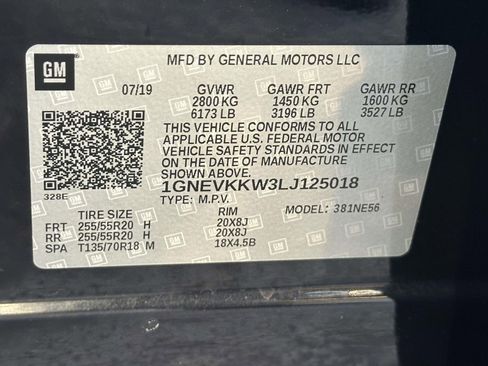 GM
MFD BY GENERAL MOTORS LLC
07/19 GVWR GAWR FRT GAWR RR
2800 KG 1450 KG 1600 KG
6173 LB 3196 LB 3527 LB
THIS VEHICLE CONFORMS TO ALL
APPLICABLE U.S. FEDERAL MOTOR
VEHICLE SAFETY STANDARDS IN EFFECT
ON THE DATE OF MANUFACTURE
SHOWN ABOVE.
328E 1GNEVKKW3LJ125018
TYPE: M.P.V. MODEL: 381NE56
TIRE SIZE RIM
FRT 255/55R20 H 20X8J
RR 255/55R20 H 20X8J
SPA T135/70R18 M 18X4.5B